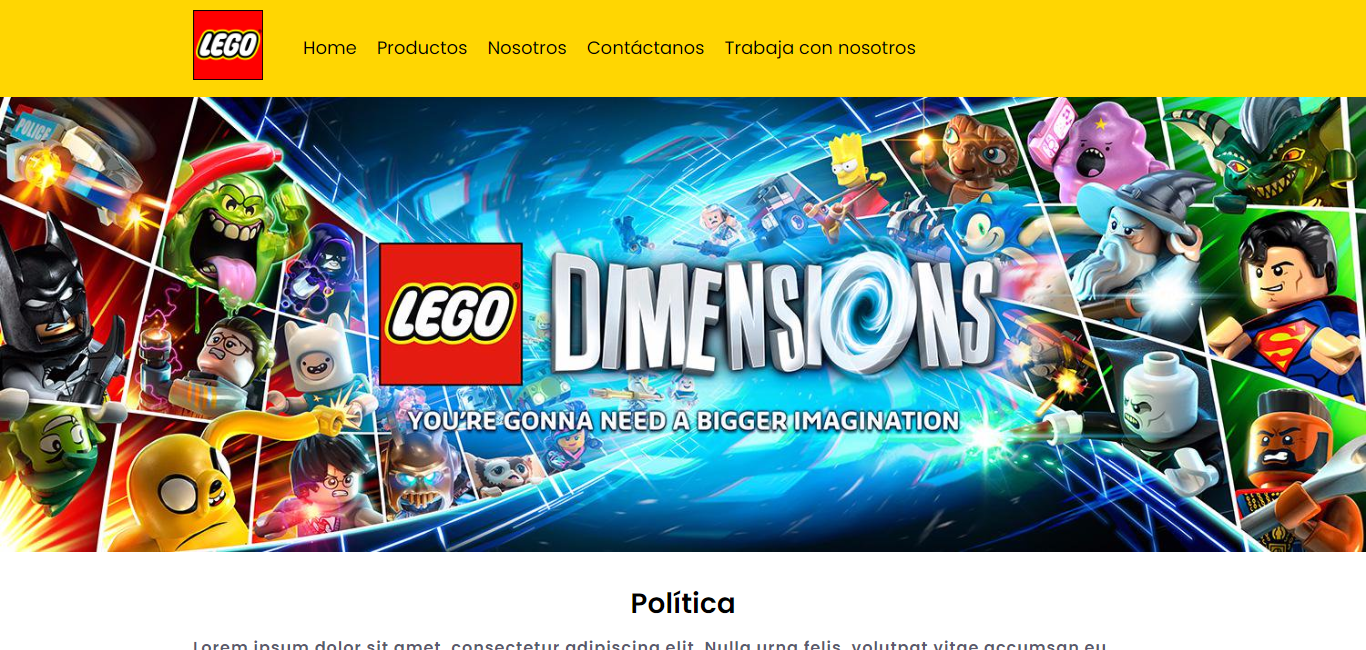 LEGO Home Productos Nosotros Contáctanos Trabaja con nosotros
POLICE
LEGO® DIMENSIONS™
YOU'RE GONNA NEED A BIGGER IMAGINATION
Política
Lorem ipsum dolor sit amet, consectetur adipiscing elit. Nulla urna felis, volutpat vitae accumsan eu,